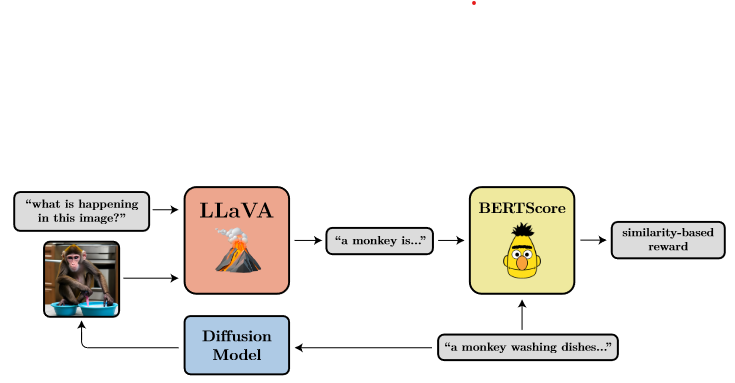 “what is happening
in this image?”
LLaVA
“a monkey is...”
BERTScore
similarity-based
reward
Diffusion
Model
“a monkey washing dishes...”